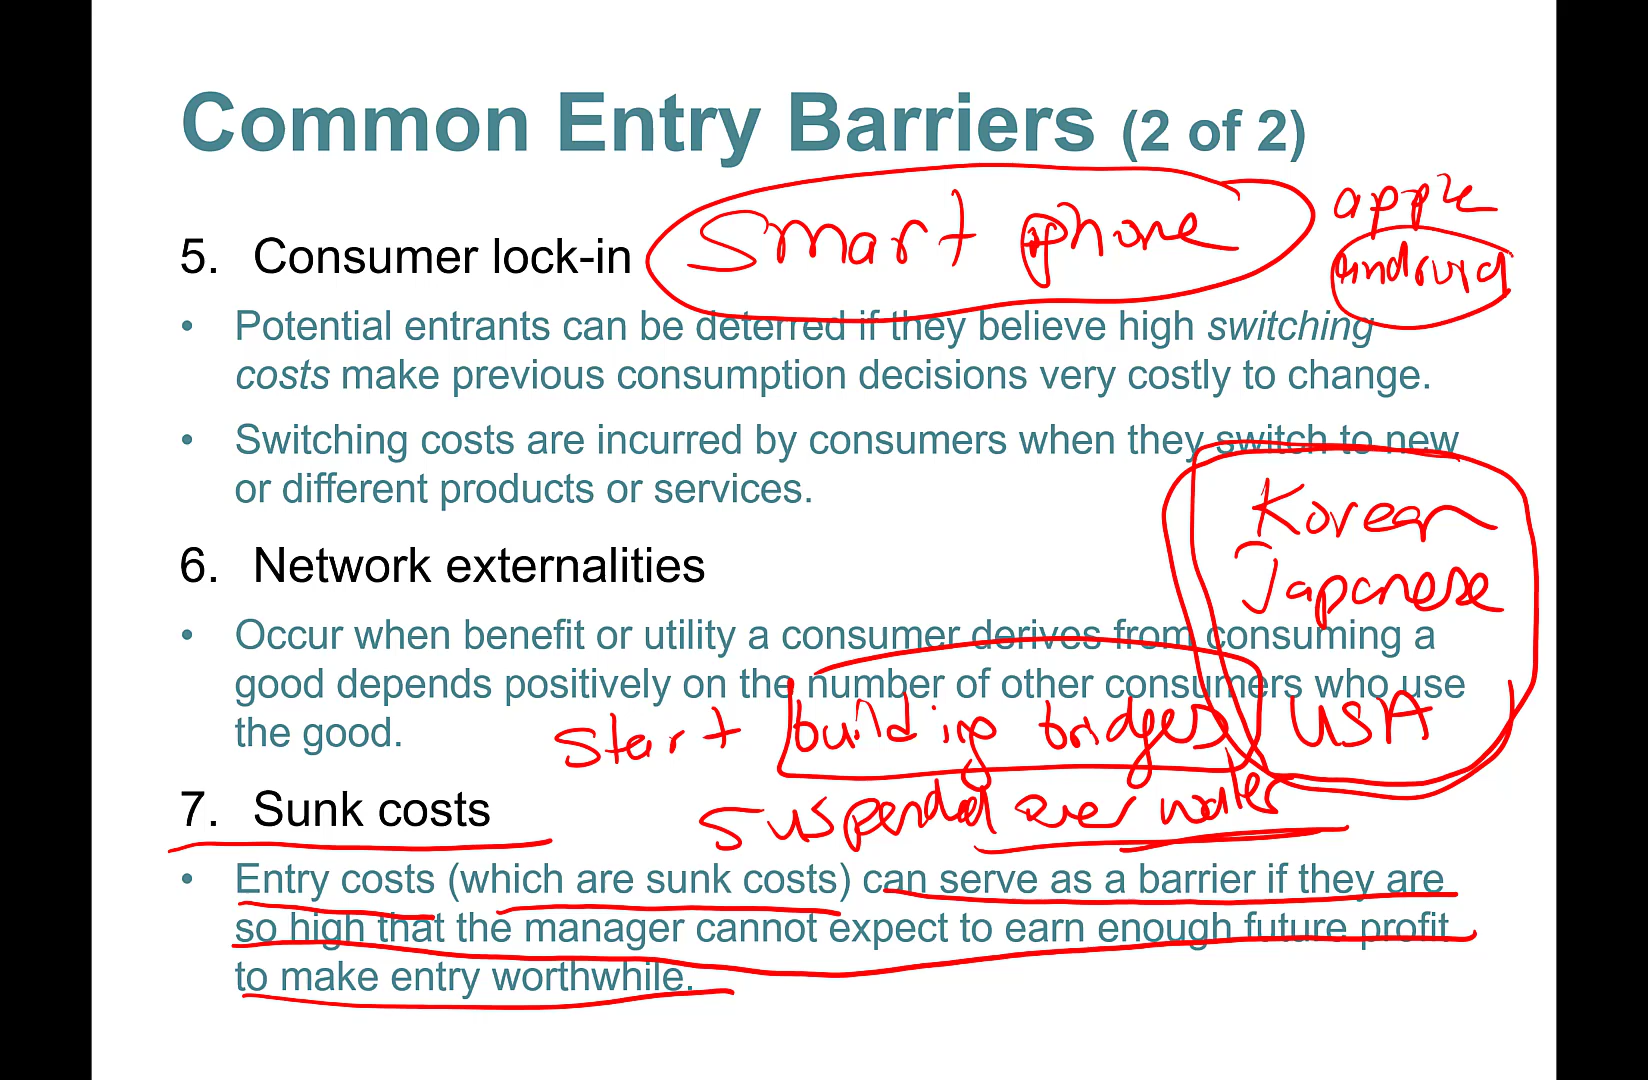 Common Entry Barriers (2 of 2)
5. Consumer lock-in
smart phone
apple
android
• Potential entrants can be deterred if they believe high switching
costs make previous consumption decisions very costly to change.
• Switching costs are incurred by consumers when they switch to new
or different products or services.
Korean
Japanese
USA
6. Network externalities
• Occur when benefit or utility a consumer derives from consuming a
good depends positively on the number of other consumers who use
the good.
start building bridges
suspended over water
7. Sunk costs
• Entry costs (which are sunk costs) can serve as a barrier if they are
so high that the manager cannot expect to earn enough future profit
to make entry worthwhile.